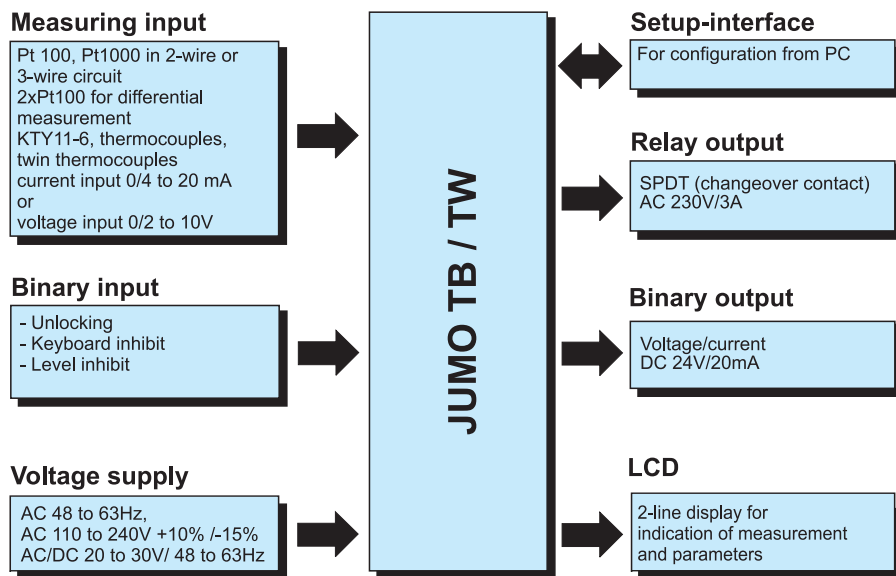 Measuring input
Pt 100, Pt1000 in 2-wire or
3-wire circuit
2xPt100 for differential
measurement
KTY11-6, thermocouples,
twin thermocouples
current input 0/4 to 20 mA
or
voltage input 0/2 to 10V
Binary input
- Unlocking
- Keyboard inhibit
- Level inhibit
Voltage supply
AC 48 to 63Hz,
AC 110 to 240V +10% /-15%
AC/DC 20 to 30V/ 48 to 63Hz
JUMO TB / TW
Setup-interface
For configuration from PC
Relay output
SPDT (changeover contact)
AC 230V/3A
Binary output
Voltage/current
DC 24V/20mA
LCD
2-line display for
indication of measurement
and parameters